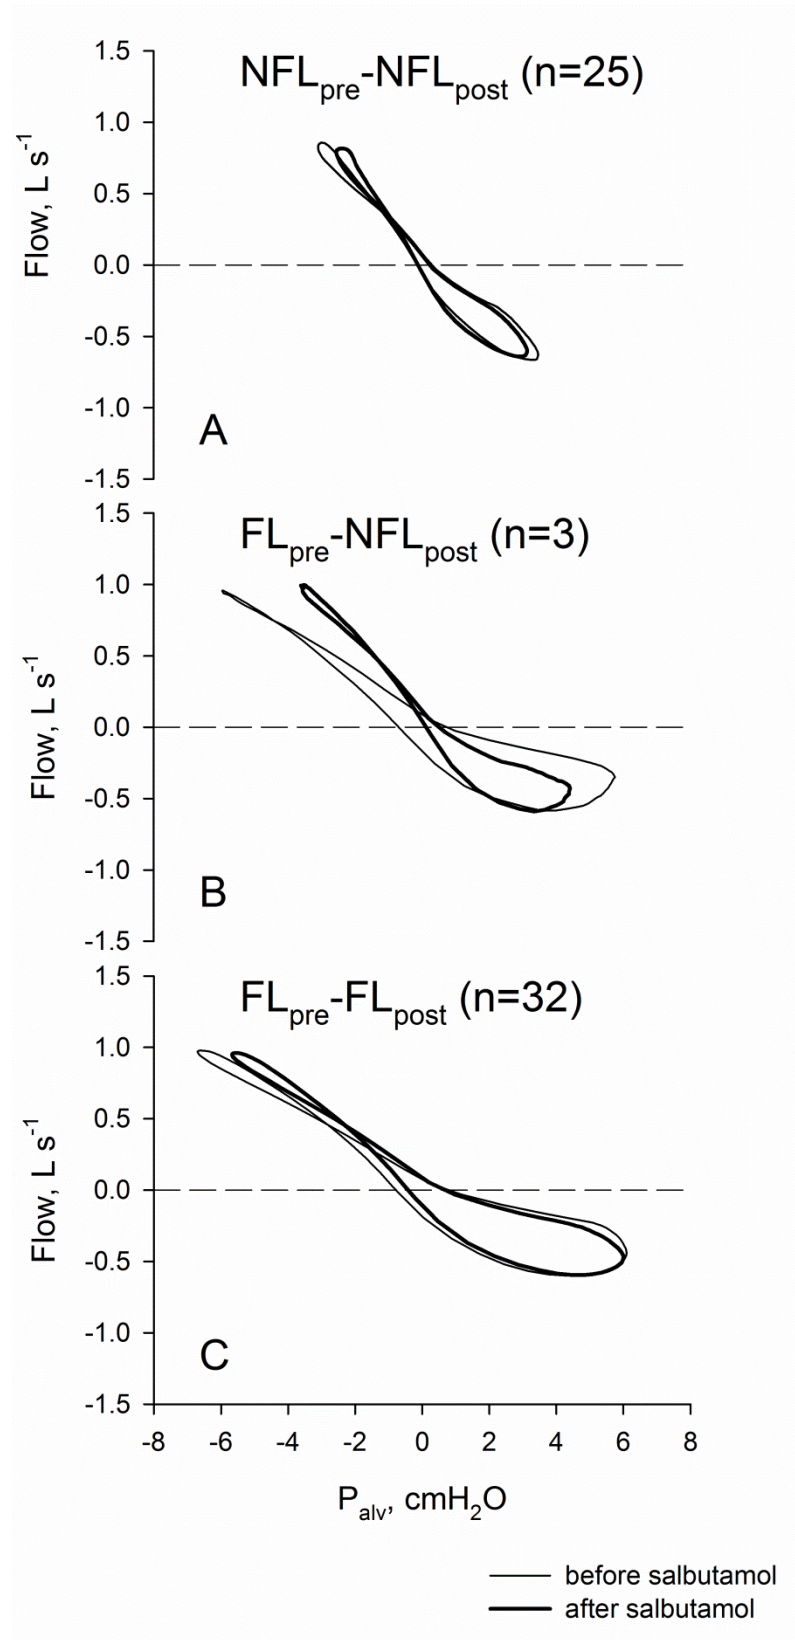 NFLpre-NFLpost (n=25)
Flow, L s-1
1.5
1.0
0.5
0.0
-0.5
-1.0
-1.5
A
FLpre-NFLpost (n=3)
Flow, L s-1
1.5
1.0
0.5
0.0
-0.5
-1.0
-1.5
B
FLpre-FLpost (n=32)
Flow, L s-1
1.5
1.0
0.5
0.0
-0.5
-1.0
-1.5
C
-8 -6 -4 -2 0 2 4 6 8
Palv, cmH2O
before salbutamol
after salbutamol